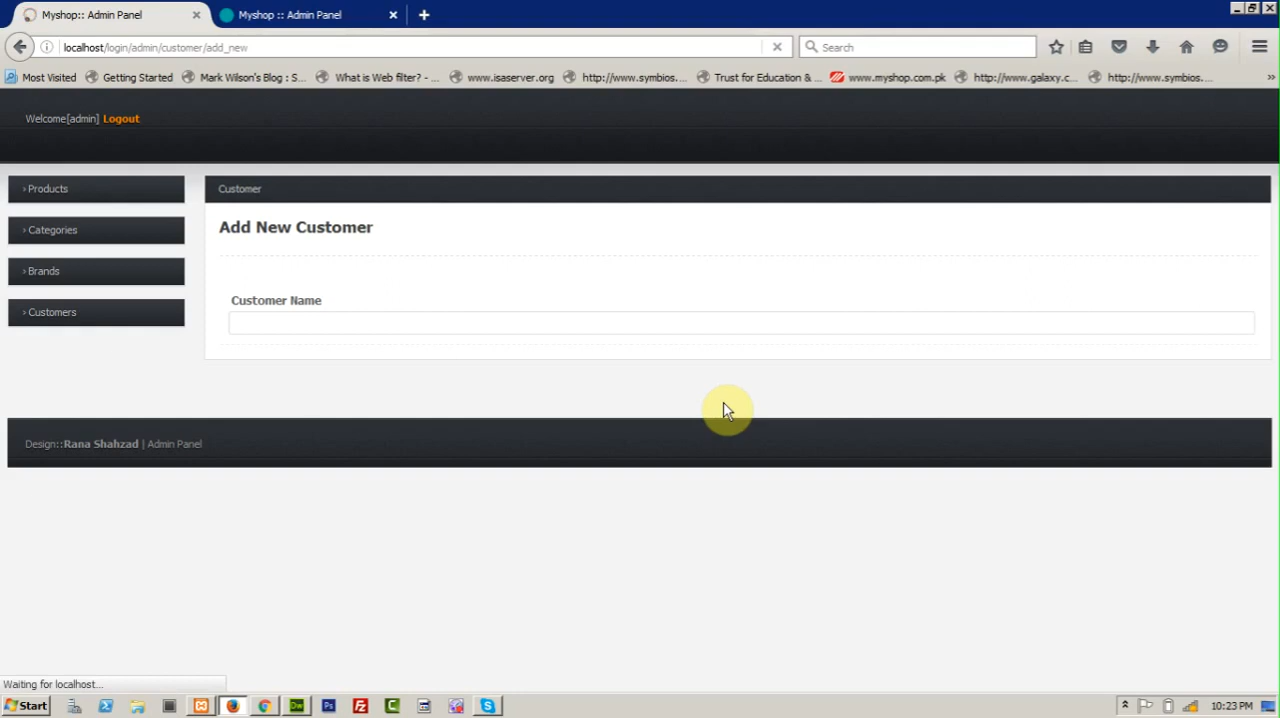 Myshop:: Admin Panel
Myshop :: Admin Panel
localhost/login/admin/customer/add_new
Search
Most Visited
Getting Started
Mark Wilson's Blog : S...
What is Web filter? - ...
www.isaserver.org
http://www.symbios....
Trust for Education & ...
www.myshop.com.pk
http://www.galaxy.c...
http://www.symbios....
Welcome[admin] Logout
› Products
› Categories
› Brands
› Customers
Customer
Add New Customer
Customer Name
Design::Rana Shahzad | Admin Panel
Waiting for localhost...
Start
Dw
Ps
Fz
C
S
10:23 PM